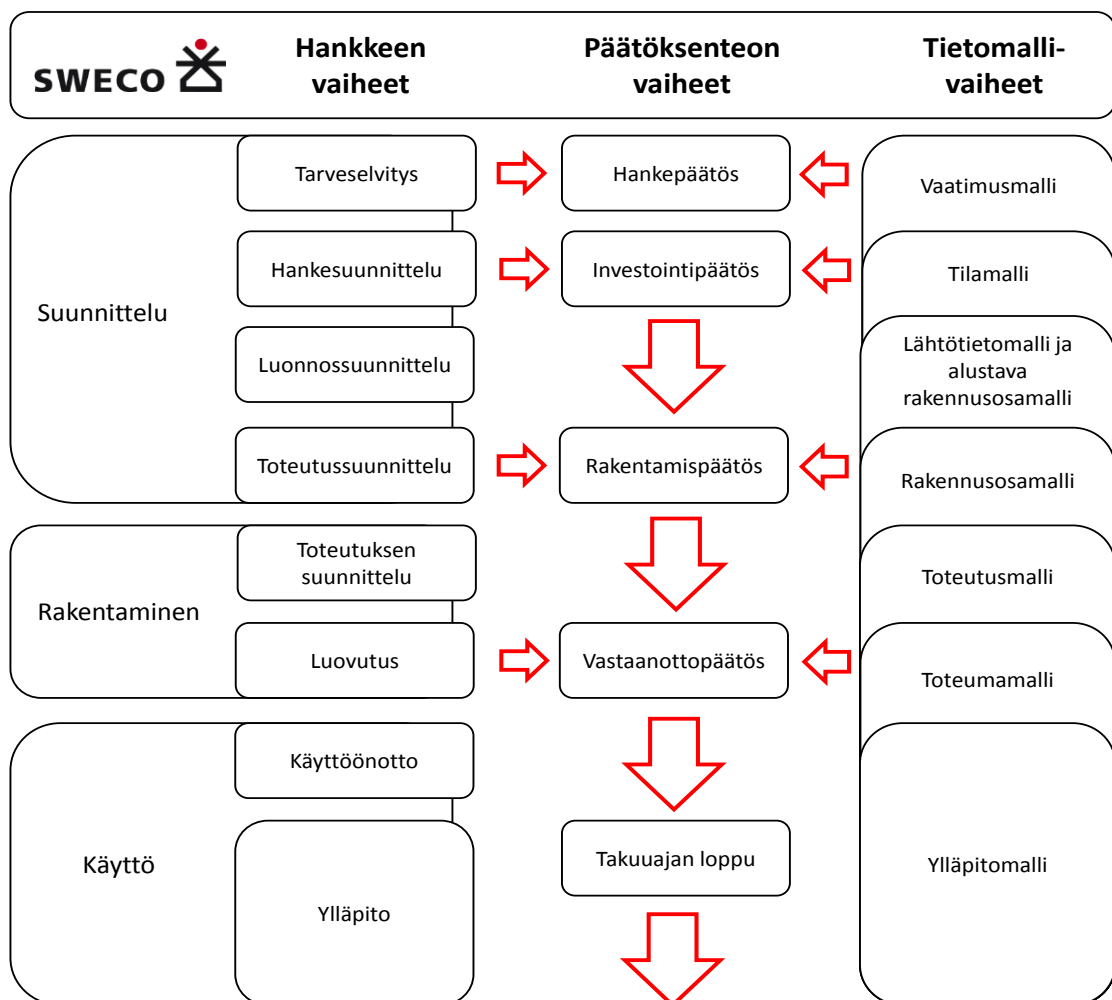 SWECO
Hankkeen
vaiheet
Päätöksenteon
vaiheet
Tietomalli-
vaiheet
Suunnittelu
Tarveselvitys
Hankepäätös
Vaatimusmalli
Hankesuunnittelu
Investointipäätös
Tilamalli
Luonnossuunnittelu
Lähtötietomalli ja
alustava
rakennusosamalli
Toteutussuunnittelu
Rakentamispäätös
Rakennusosamalli
Rakentaminen
Toteutuksen
suunnittelu
Toteutusmalli
Luovutus
Vastaanottopäätös
Toteumamalli
Käyttö
Käyttöönotto
Ylläpito
Takuuajan loppu
Ylläpitomalli